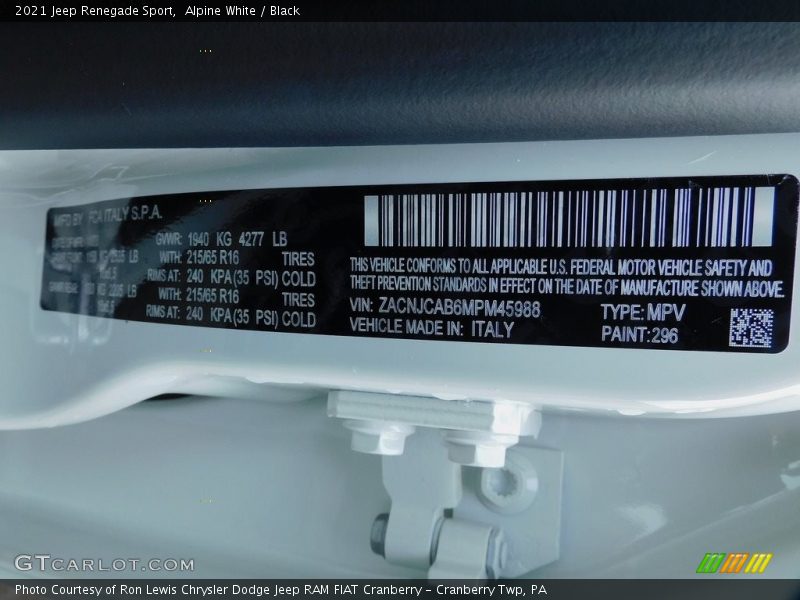 2021 Jeep Renegade Sport,  Alpine White / Black
MFD BY FCA ITALY S.P.A.
GVWR: 1940 KG 4277 LB
WITH: 215/65 R16 TIRES
RIMS AT: 240 KPA(35 PSI) COLD
WITH: 215/65 R16 TIRES
RIMS AT: 240 KPA(35 PSI) COLD
THIS VEHICLE CONFORMS TO ALL APPLICABLE U.S. FEDERAL MOTOR VEHICLE SAFETY AND
THEFT PREVENTION STANDARDS IN EFFECT ON THE DATE OF MANUFACTURE SHOWN ABOVE.
VIN: ZACNJCAB6MPM45988 TYPE: MPV
VEHICLE MADE IN: ITALY PAINT:296
GTCarLot.com
Photo Courtesy of Ron Lewis Chrysler Dodge Jeep RAM FIAT Cranberry – Cranberry Twp, PA